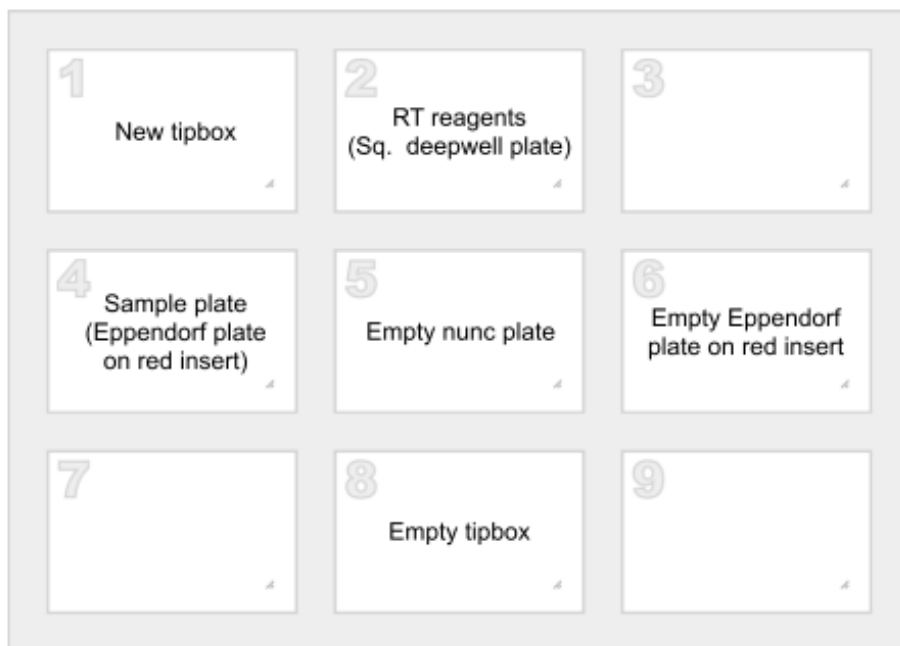 1
New tipbox
2
RT reagents
(Sq. deepwell plate)
3
4
Sample plate
(Eppendorf plate
on red insert)
5
Empty nunc plate
6
Empty Eppendorf
plate on red insert
7
8
Empty tipbox
9